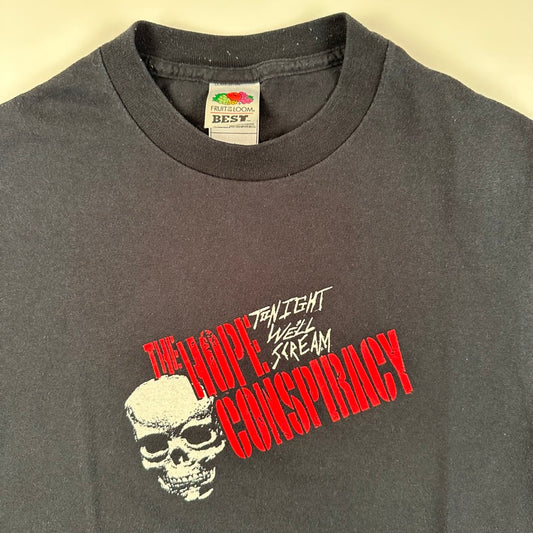 FRUIT OF THE LOOM
BEST
TONIGHT
WE'LL
SCREAM
THE HOPE
CONSPIRACY